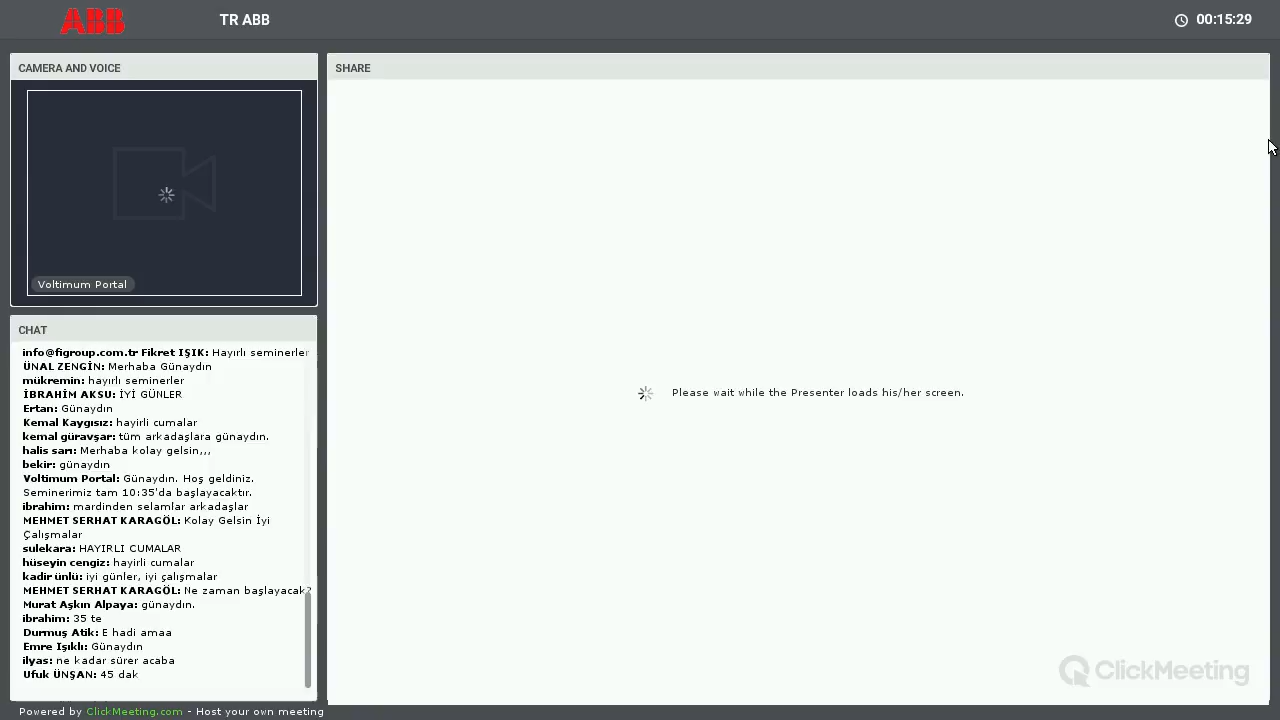 ABB
TR ABB
00:15:29
CAMERA AND VOICE
Voltimum Portal
CHAT
info@figroup.com.tr Fikret IŞIK: Hayırlı seminerler
ÜNAL ZENGİN: Merhaba Günaydın
mükremin: hayırlı seminerler
İBRAHİM AKSU: İYİ GÜNLER
Ertan: Günaydın
Kemal Kaygısız: hayirli cumalar
kemal güravşar: tüm arkadaşlara günaydın.
halis sarı: Merhaba kolay gelsin,,,
bekir: günaydın
Voltimum Portal: Günaydın. Hoş geldiniz.
Seminerimiz tam 10:35'da başlayacaktır.
ibrahim: mardinden selamlar arkadaşlar
MEHMET SERHAT KARAGÖL: Kolay Gelsin İyi
Çalışmalar
sulekara: HAYIRLI CUMALAR
hüseyin cengiz: hayirli cumalar
kadir ünlü: iyi günler, iyi çalışmalar
MEHMET SERHAT KARAGÖL: Ne zaman başlayacak?
Murat Aşkın Alpaya: günaydın.
ibrahim: 35 te
Durmuş Atik: E hadi amaa
Emre Işıklı: Günaydın
ilyas: ne kadar sürer acaba
Ufuk ÜNŞAN: 45 dak
SHARE
Please wait while the Presenter loads his/her screen.
ClickMeeting
Powered by ClickMeeting.com - Host your own meeting